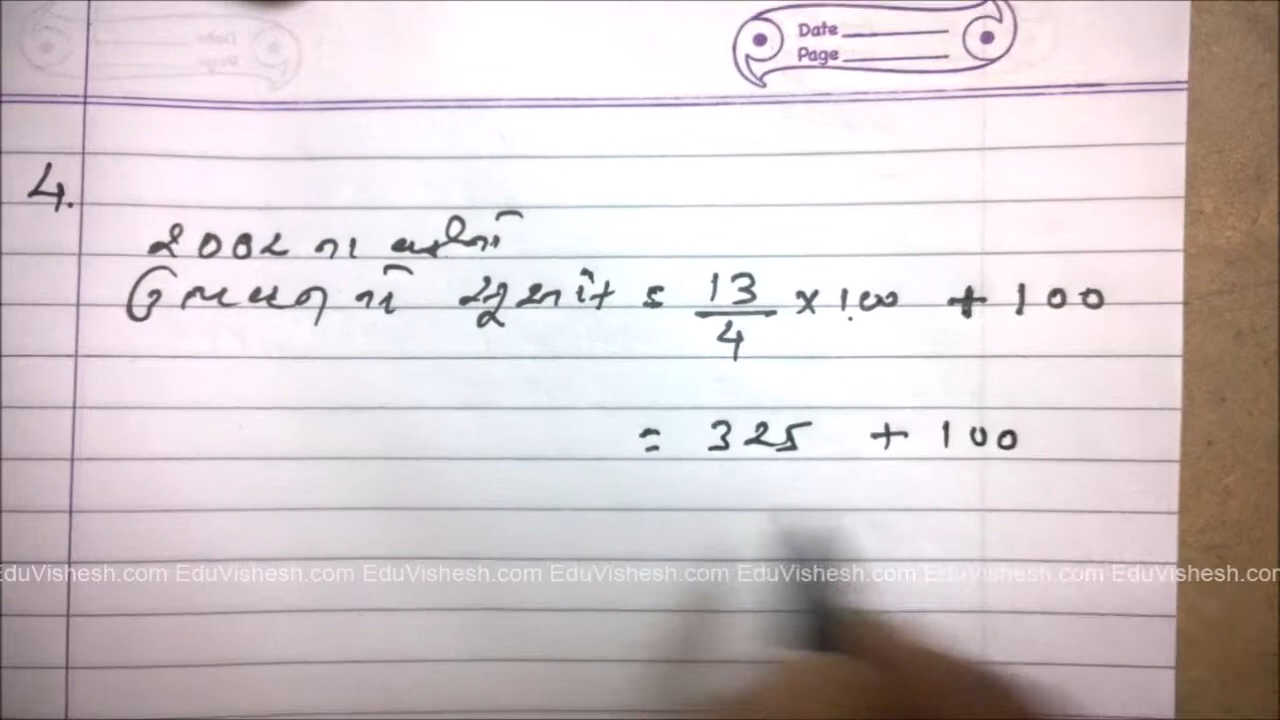 Date
Page
4.
૨૦૦૨ ના વર્ષનાં
ઉત્પાદનનાં સૂચકાંક = 13/4 × 100 + 100
= 325 + 100
EduVishesh.com EduVishesh.com EduVishesh.com EduVishesh.com EduVishesh.com EduVishesh.com EduVishesh.com